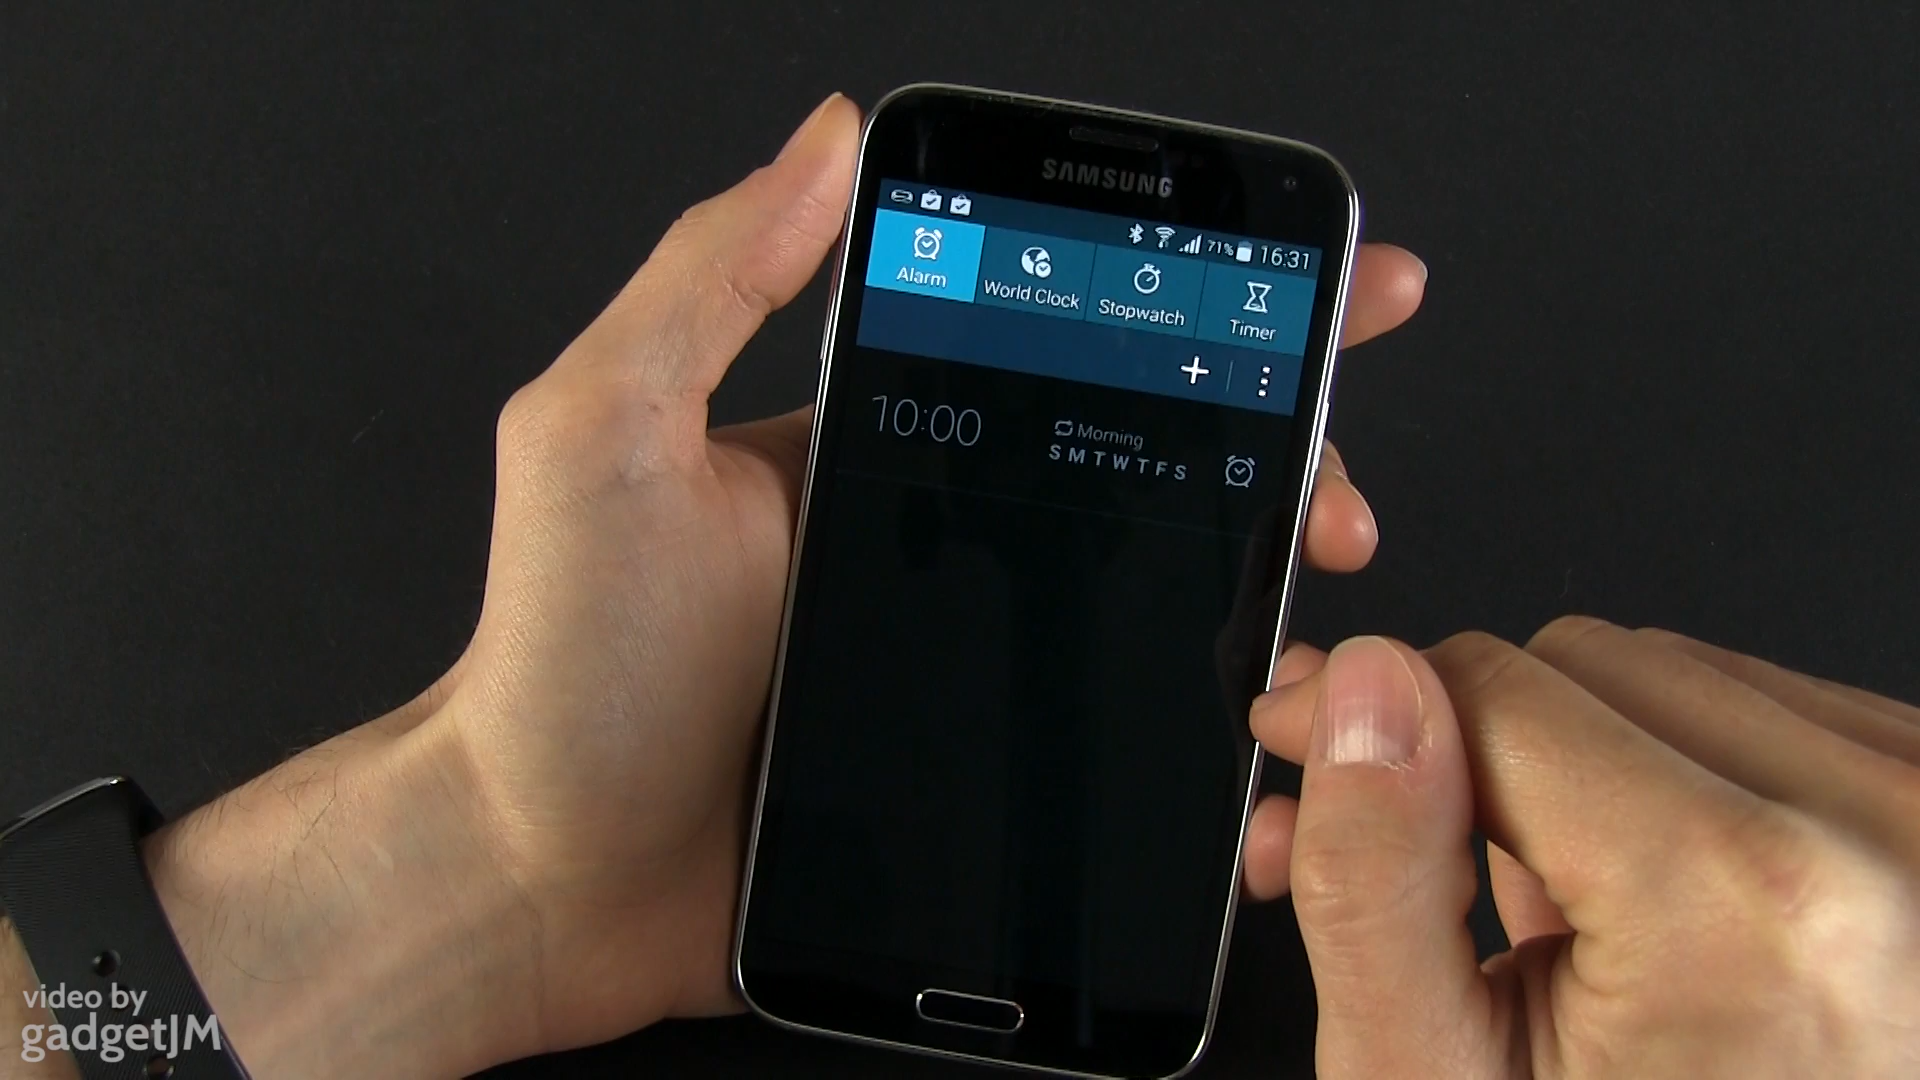 SAMSUNG
71% 16:31
Alarm
World Clock
Stopwatch
Timer
+
10:00
Morning
S M T W T F S
video by
gadgetJM